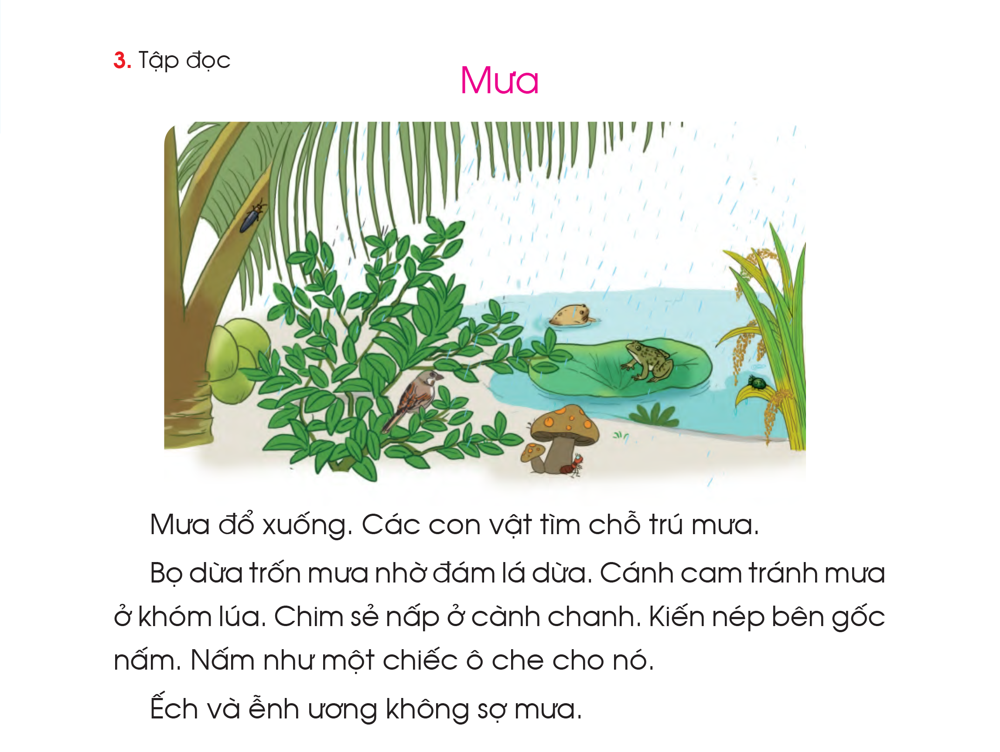 3. Tập đọc
Mưa
Mưa đổ xuống. Các con vật tìm chỗ trú mưa.
Bọ dừa trốn mưa nhờ đám lá dừa. Cánh cam tránh mưa
ở khóm lúa. Chim sẻ nấp ở cành chanh. Kiến nép bên gốc
nấm. Nấm như một chiếc ô che cho nó.
Ếch và ễnh ương không sợ mưa.